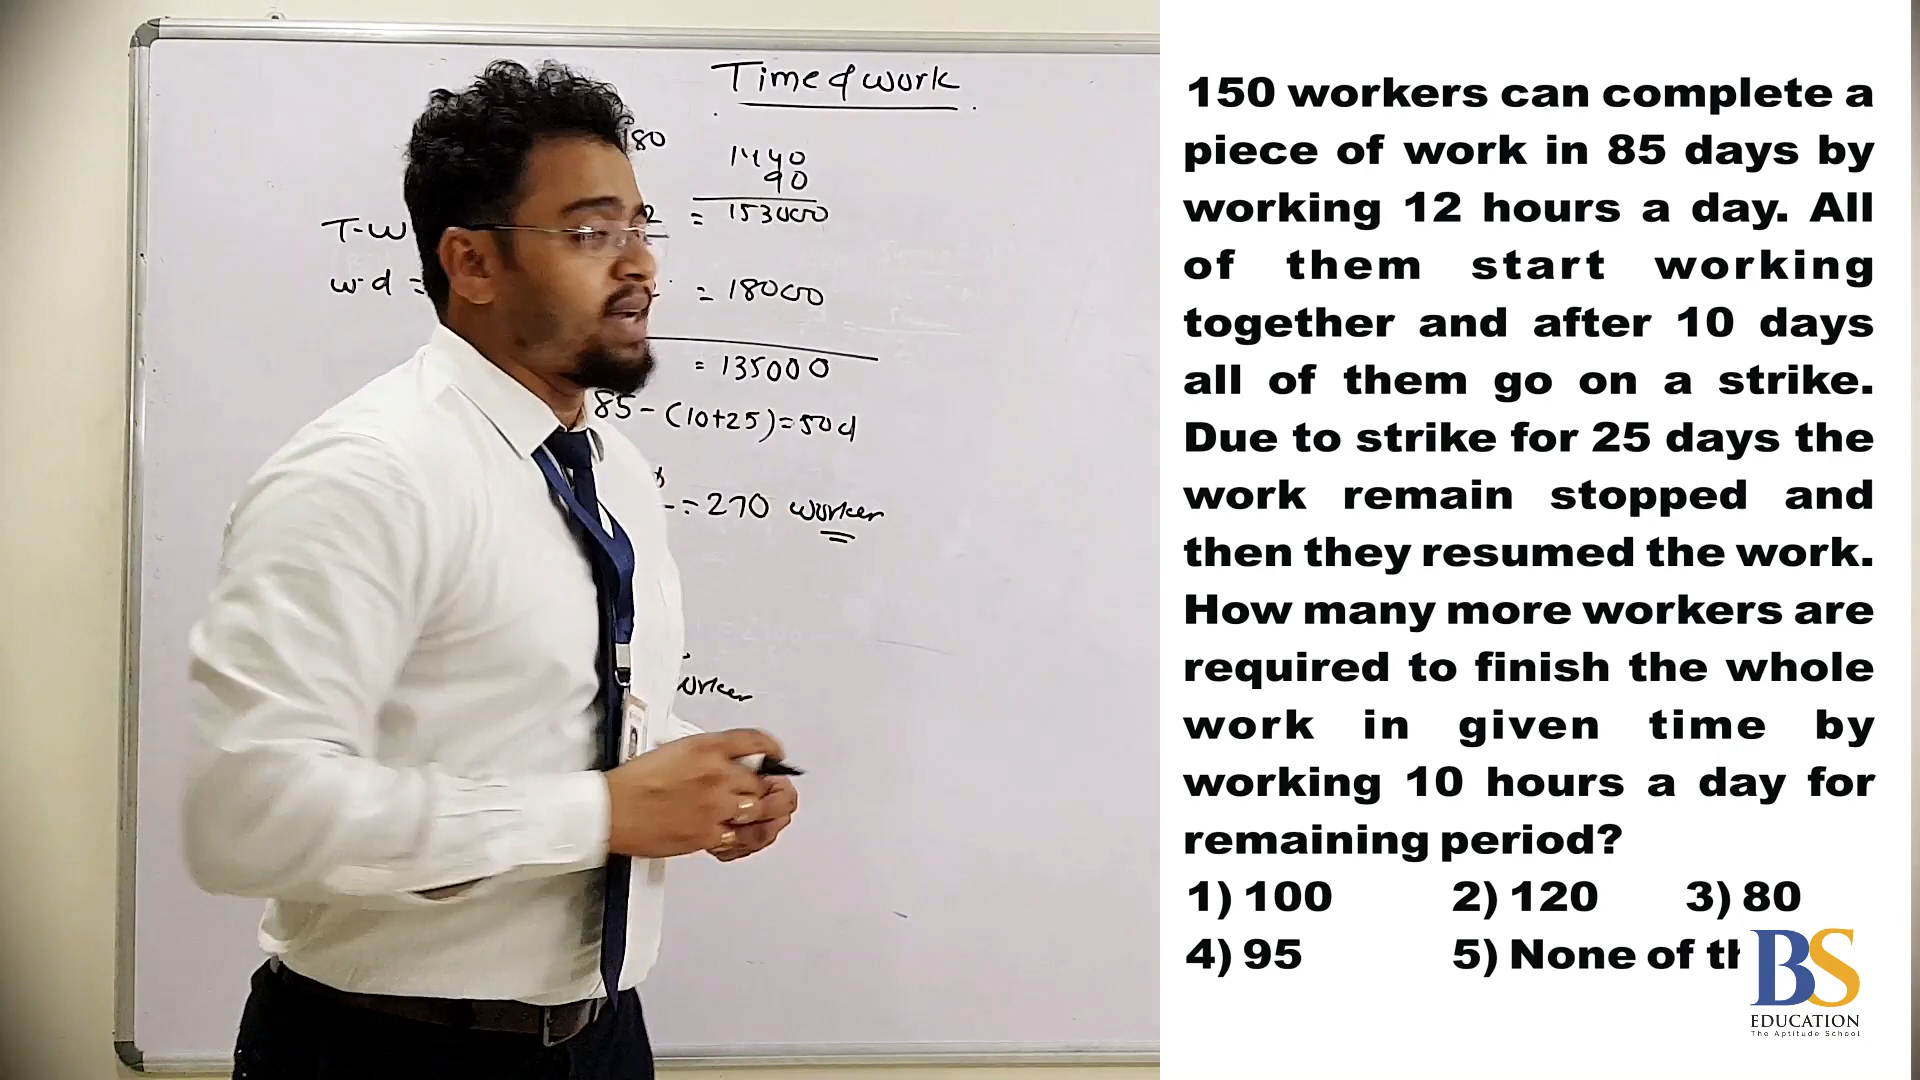 Time & work
180
1440
90
T-W
2 = 153000
w-d = = 18000
= 135000
85 - (10+25) = 50d
= 270 worker
150 workers can complete a
piece of work in 85 days by
working 12 hours a day. All
of them start working
together and after 10 days
all of them go on a strike.
Due to strike for 25 days the
work remain stopped and
then they resumed the work.
How many more workers are
required to finish the whole
work in given time by
working 10 hours a day for
remaining period?
1) 100 2) 120 3) 80
4) 95 5) None of
BS
EDUCATION
The Aptitude School